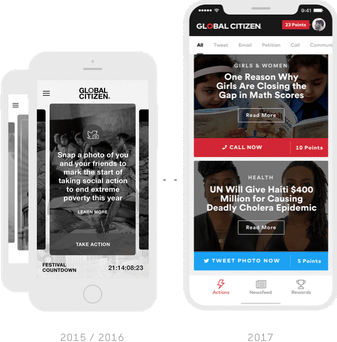 GLOBAL
CITIZEN.
Snap a photo of you
and your friends to
mark the start of
taking social action
to end extreme
poverty this year
LEARN MORE
TAKE ACTION
FESTIVAL
COUNTDOWN
21:14:08:23
2015 / 2016
9:41
GLOBAL CITIZEN.
23 Points
All Tweet Email Petition Call Commun
GIRLS & WOMEN
One Reason Why
Girls Are Closing the
Gap in Math Scores
Read More
CALL NOW 10 Points
HEALTH
UN Will Give Haiti $400
Million for Causing
Deadly Cholera Epidemic
Read More
TWEET PHOTO NOW 5 Points
Actions Newsfeed Rewards
2017